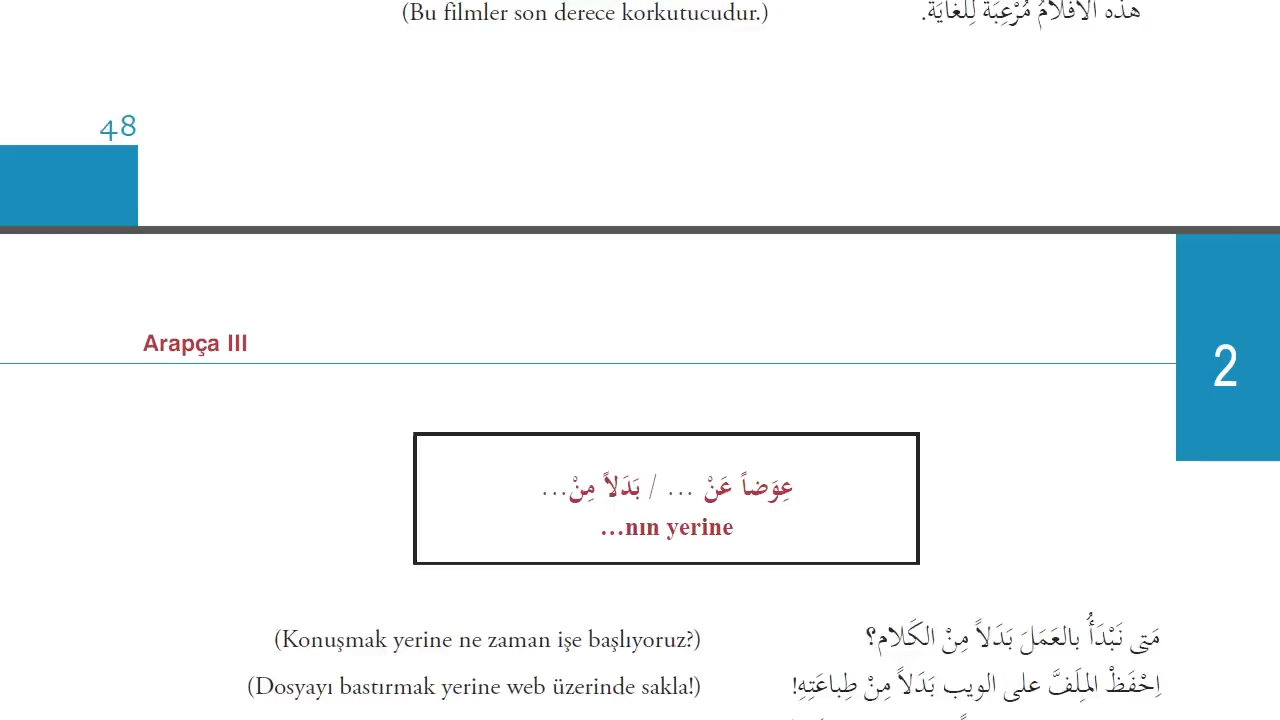 هذه الأفلامُ مُرْعِبَة لِلْغايَة. (Bu filmler son derece korkutucudur.)
48
Arapça III
2
عِوَضاً عَنْ ... / بَدَلاً مِنْ...
...nın yerine
مَتى نَبْدَأُ بالعَمَلَ بَدَلاً مِنْ الكَلام؟ (Konuşmak yerine ne zaman işe başlıyoruz?)
اِحْفَظْ المِلَفَّ على الويب بَدَلاً مِنْ طِباعَتِهِ! (Dosyayı bastırmak yerine web üzerinde sakla!)